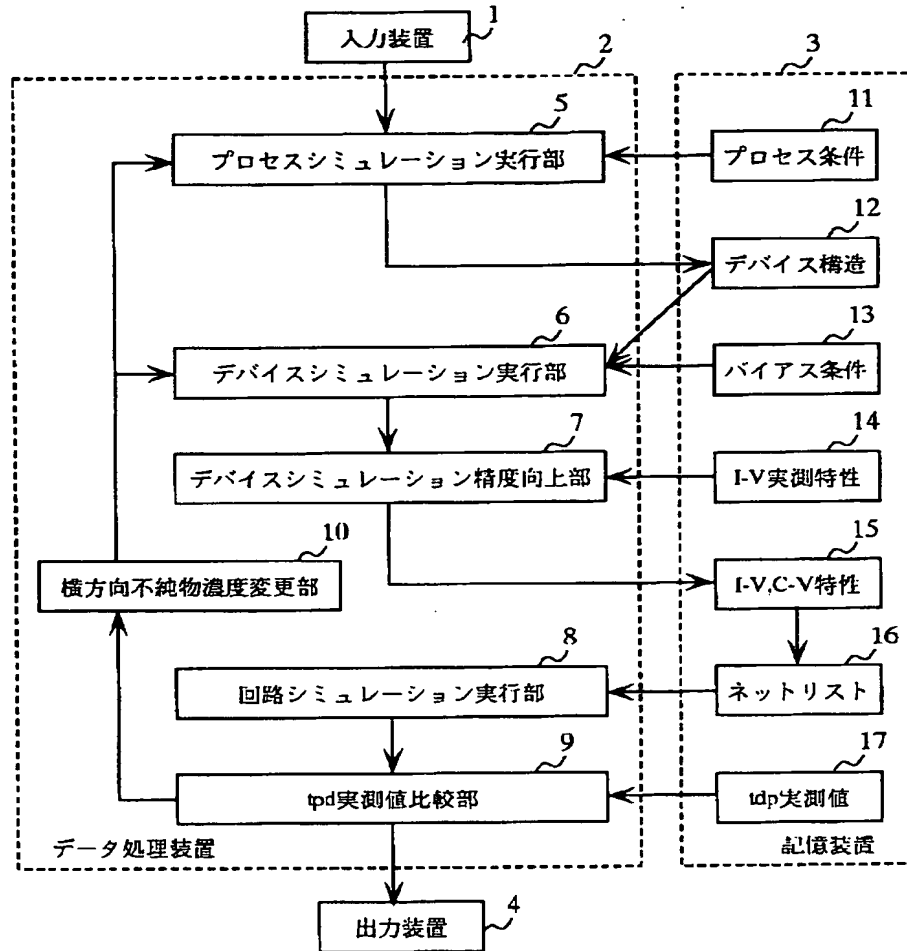 1
入力装置
2
3
5
プロセスシミュレーション実行部
11
プロセス条件
12
デバイス構造
6
デバイスシミュレーション実行部
13
バイアス条件
7
デバイスシミュレーション精度向上部
14
I-V実測特性
10
横方向不純物濃度変更部
15
I-V,C-V特性
8
回路シミュレーション実行部
16
ネットリスト
9
tpd実測値比較部
17
tdp実測値
データ処理装置
記憶装置
4
出力装置